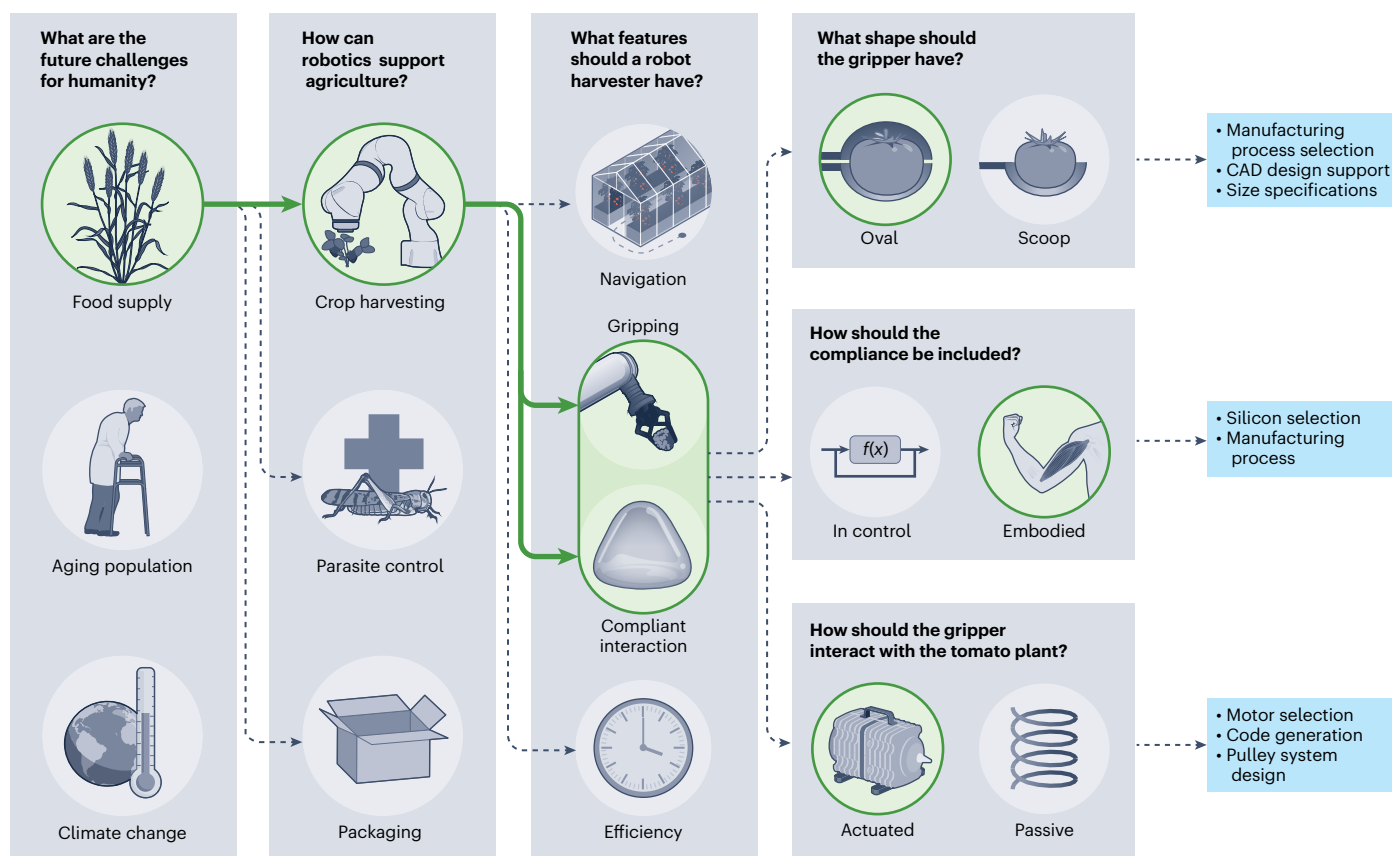 What are the
future challenges
for humanity?
Food supply
Aging population
Climate change
How can
robotics support
agriculture?
Crop harvesting
Parasite control
Packaging
What features
should a robot
harvester have?
Navigation
Gripping
Compliant
interaction
Efficiency
What shape should
the gripper have?
Oval
Scoop
• Manufacturing
process selection
• CAD design support
• Size specifications
How should the
compliance be included?
f(x)
In control
Embodied
• Silicon selection
• Manufacturing
process
How should the gripper
interact with the tomato plant?
Actuated
Passive
• Motor selection
• Code generation
• Pulley system
design